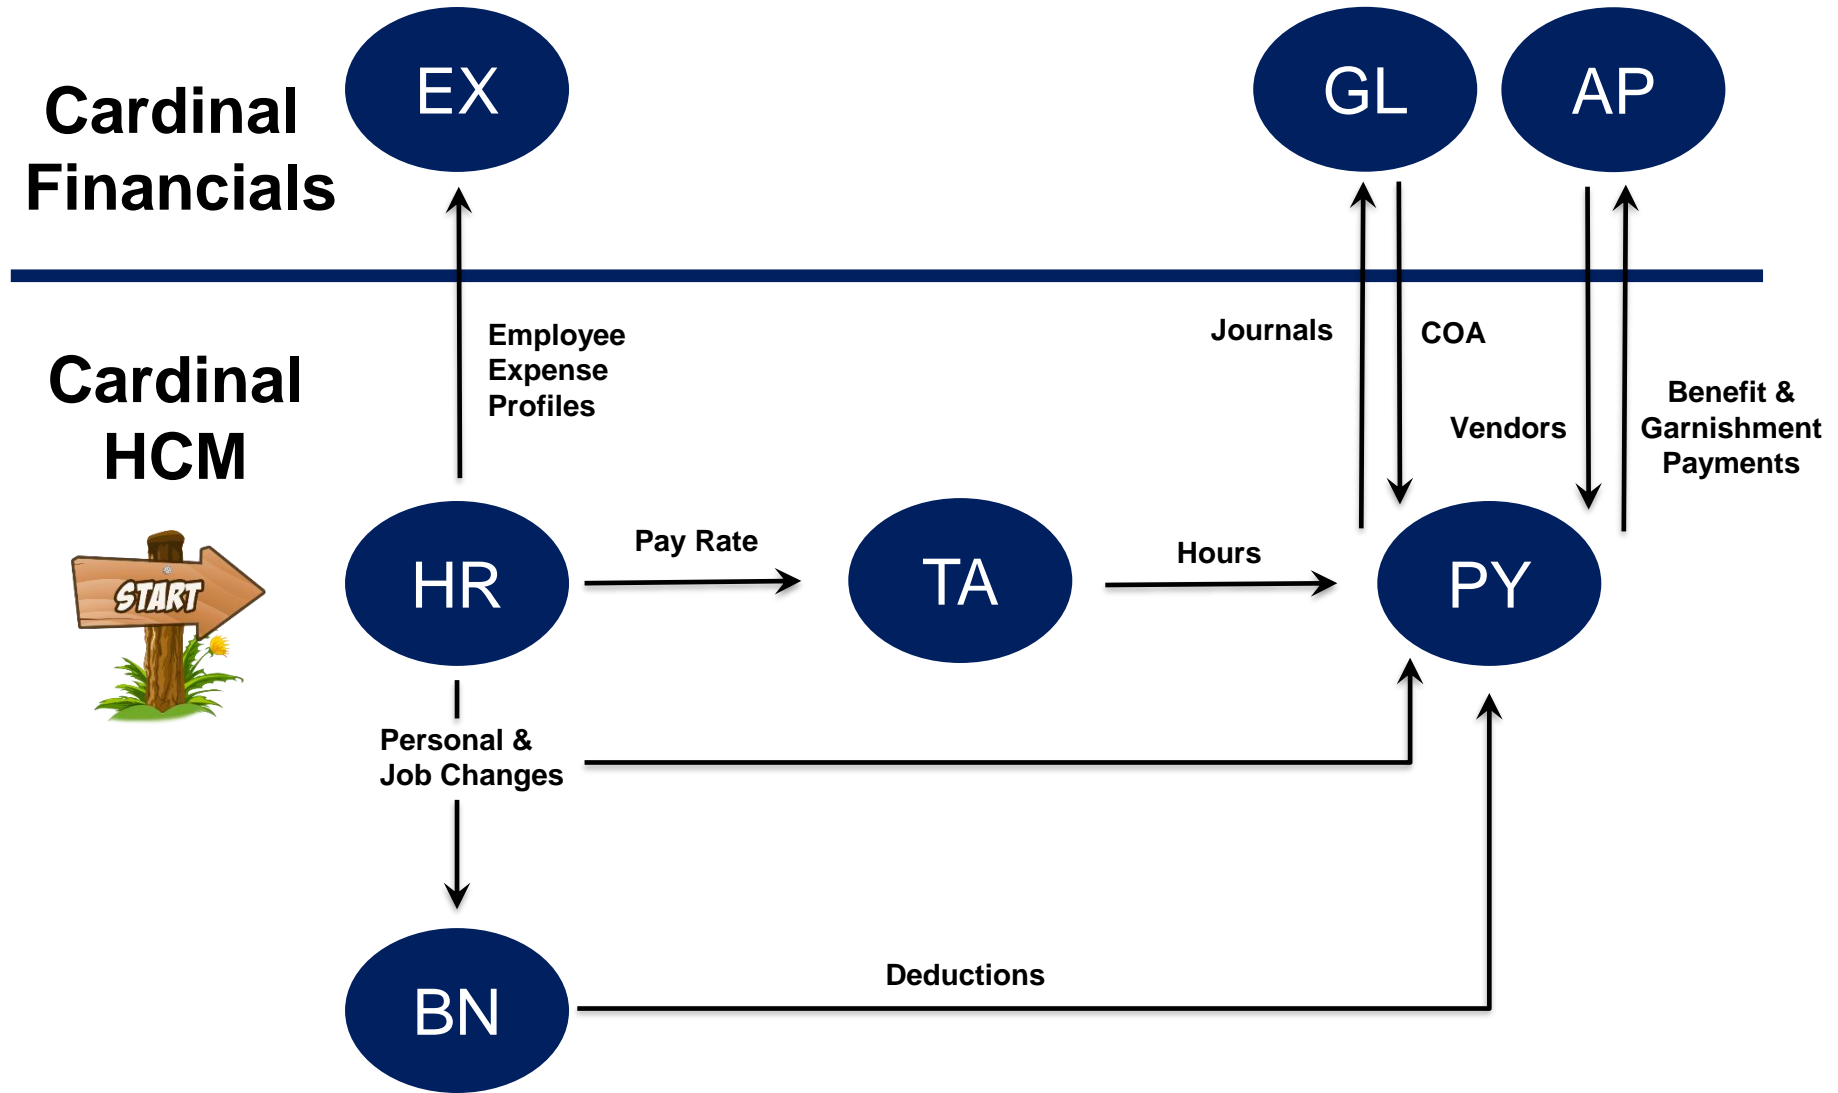 EX
GL
AP
Cardinal
Financials
Employee
Expense
Profiles
Journals
COA
Vendors
Benefit &
Garnishment
Payments
Cardinal
HCM
START
HR
Pay Rate
TA
Hours
PY
Personal &
Job Changes
Deductions
BN